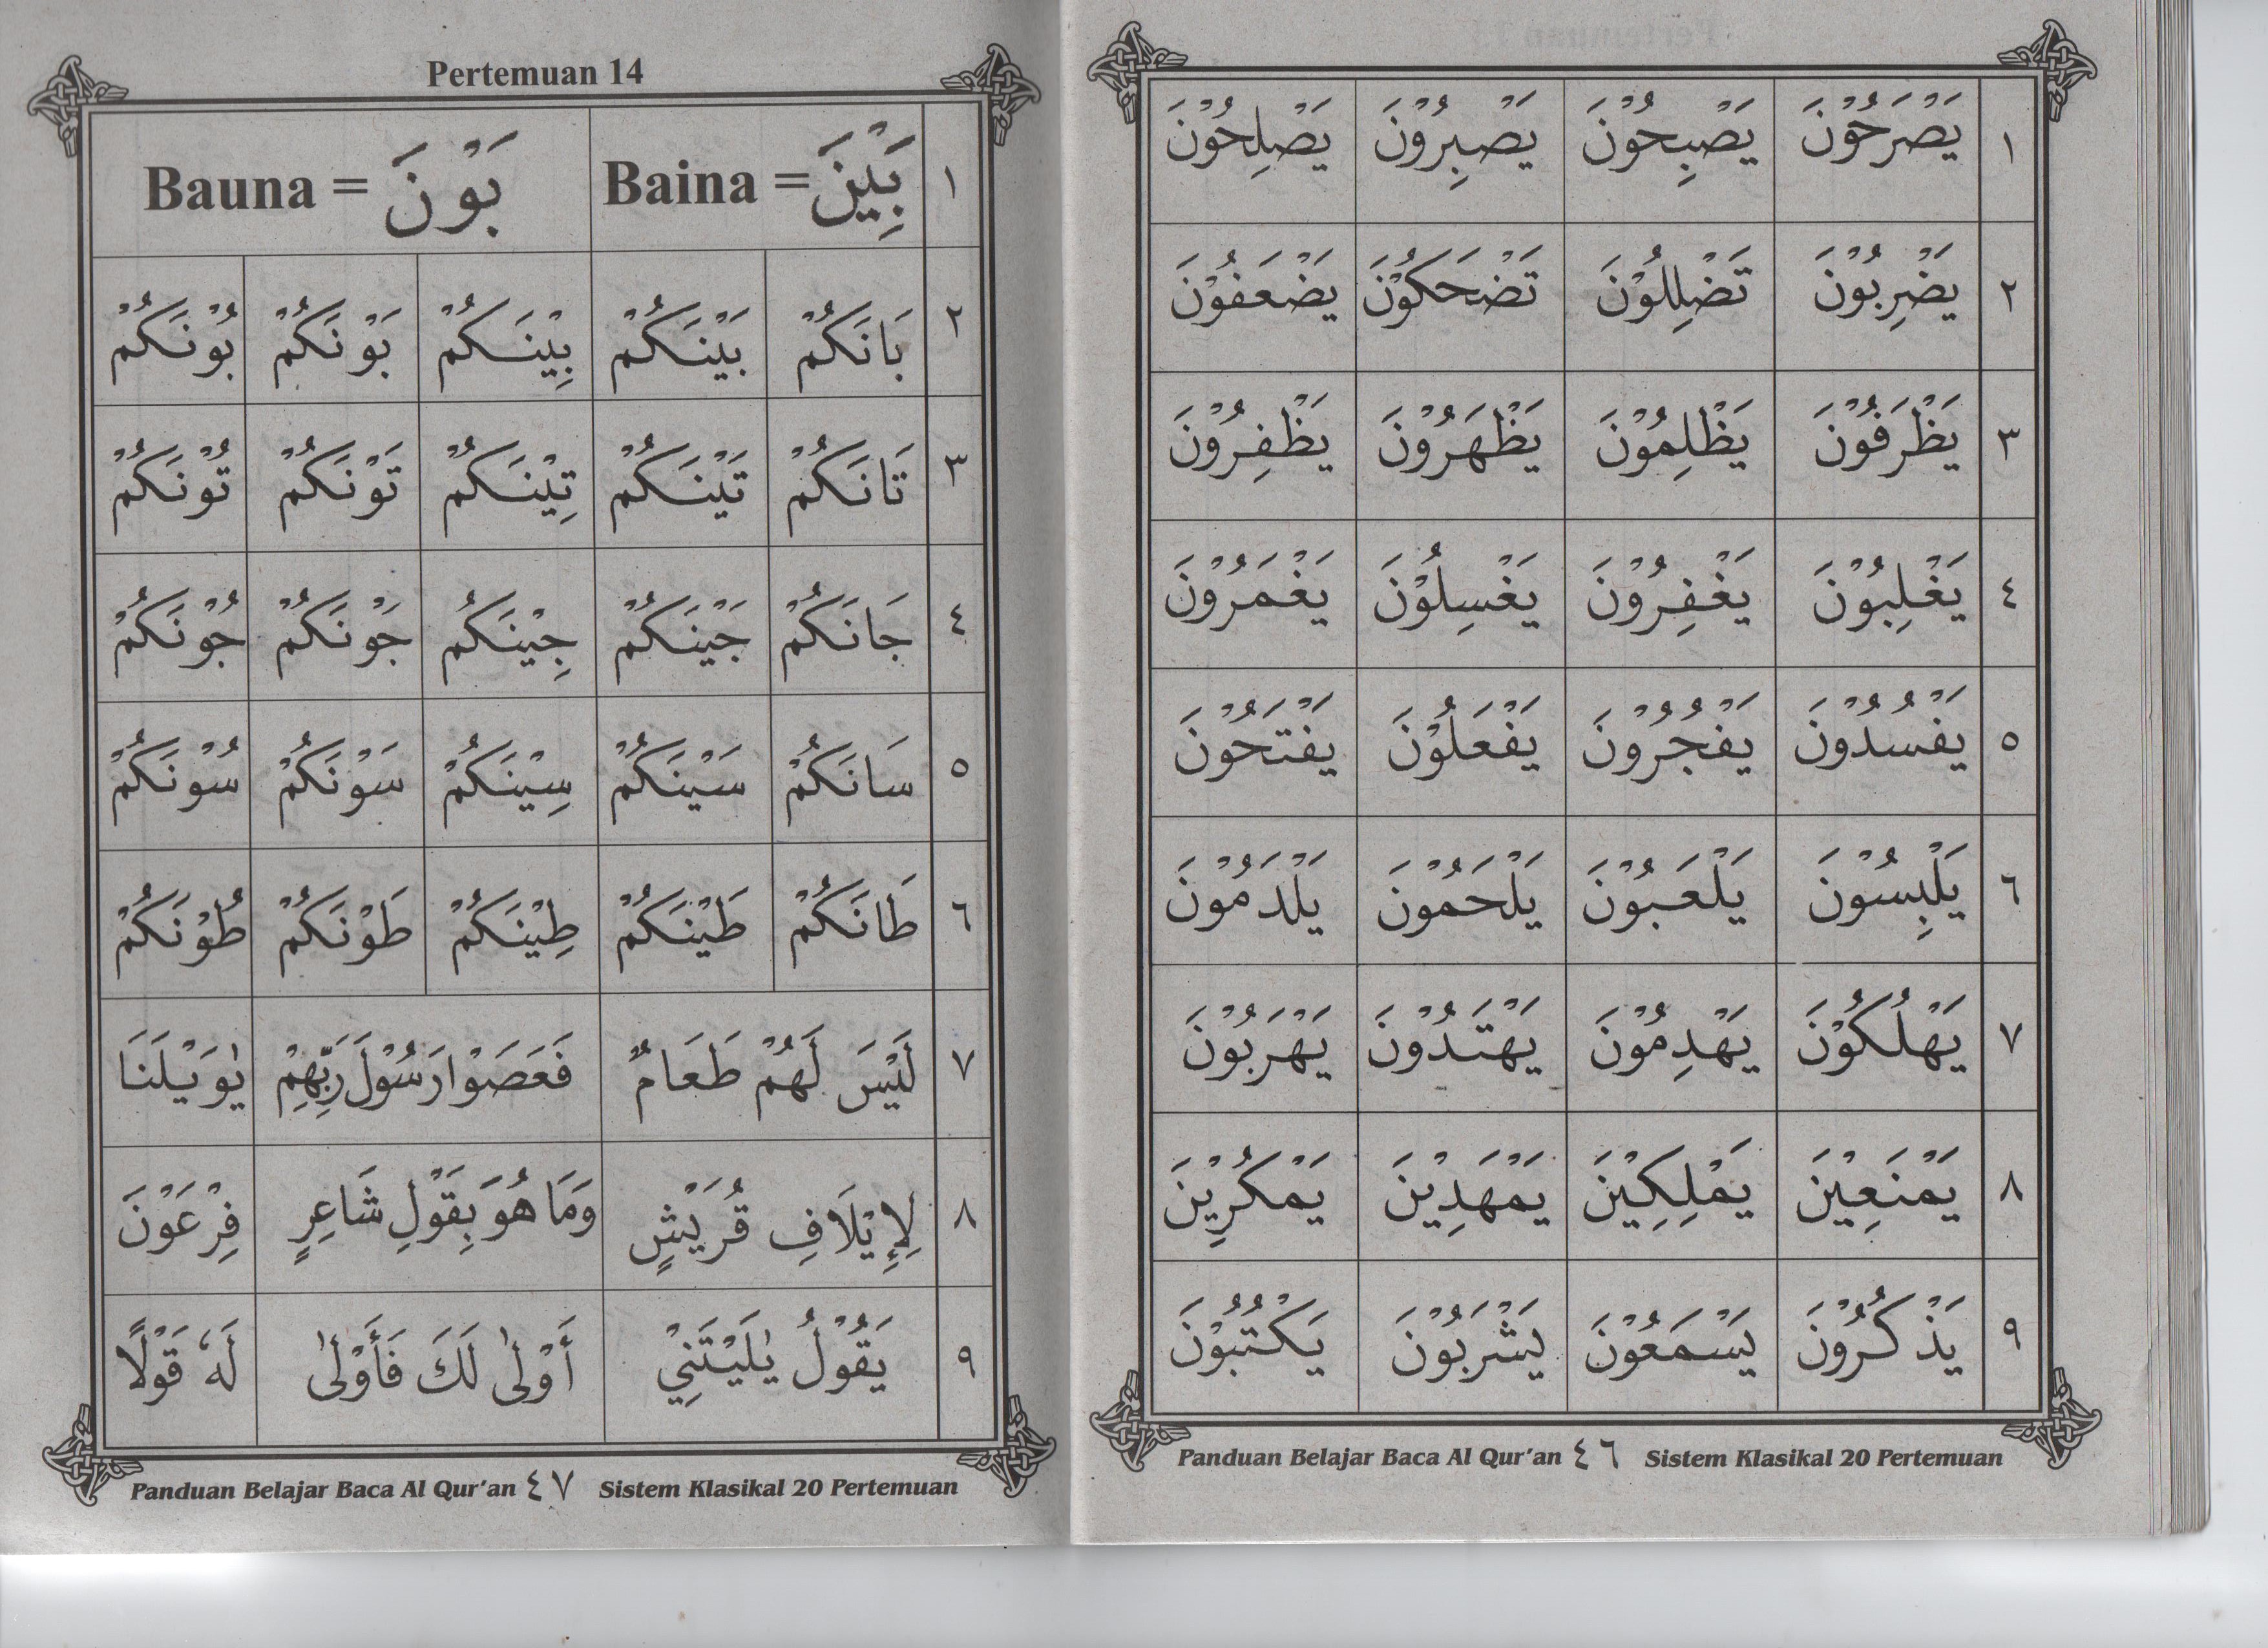 ١ يَصْرَحُوْنَ يَصْبِحُوْنَ يَصْبِرُوْنَ يَصْلِحُوْنَ
٢ يَضْرِبُوْنَ تَضْلِلُوْنَ تَضْحَكُوْنَ يَضْعَفُوْنَ
٣ يَظْرَفُوْنَ يَظْلِمُوْنَ يَظْهَرُوْنَ يَظْفِرُوْنَ
٤ يَغْلِبُوْنَ يَغْفِرُوْنَ يَغْسِلُوْنَ يَغْمَرُوْنَ
٥ يَفْسُدُوْنَ يَفْجُرُوْنَ يَفْعَلُوْنَ يَفْتَحُوْنَ
٦ يَلْبِسُوْنَ يَلْعَبُوْنَ يَلْحَمُوْنَ يَلْدَمُوْنَ
٧ يَهْلُكُوْنَ يَهْدِمُوْنَ يَهْتَدُوْنَ يَهْرَبُوْنَ
٨ يَمْنَعِيْنَ يَمْلِكِيْنَ يَمْهَدِيْنَ يَمْكُرِيْنَ
٩ يَذْكُرُوْنَ يَسْمَعُوْنَ يَشْرَبُوْنَ يَكْتُبُوْنَ
Panduan Belajar Baca Al Qur'an ٤٦ Sistem Klasikal 20 Pertemuan
Pertemuan 14
١ بَيْنَ = Baina بَوْنَ = Bauna
٢ بَانَكُمْ بَيْنَكُمْ بِيْنَكُمْ بَوْنَكُمْ بُوْنَكُمْ
٣ تَانَكُمْ تَيْنَكُمْ تِيْنَكُمْ تَوْنَكُمْ تُوْنَكُمْ
٤ جَانَكُمْ جَيْنَكُمْ جِيْنَكُمْ جَوْنَكُمْ جُوْنَكُمْ
٥ سَانَكُمْ سَيْنَكُمْ سِيْنَكُمْ سَوْنَكُمْ سُوْنَكُمْ
٦ طَانَكُمْ طَيْنَكُمْ طِيْنَكُمْ طَوْنَكُمْ طُوْنَكُمْ
٧ لَيْسَ لَهُمْ طَعَامٌ فَعَصَوْا رَسُوْلَ رَبِّهِمْ يٰوَيْلَنَا
٨ لِإِيْلَافِ قُرَيْشٍ وَمَا هُوَ بِقَوْلِ شَاعِرٍ فِرْعَوْنَ
٩ يَقُوْلُ يٰلَيْتَنِيْ أَوْلٰى لَكَ فَأَوْلٰى لَهٗ قَوْلًا
Panduan Belajar Baca Al Qur'an ٤٧ Sistem Klasikal 20 Pertemuan